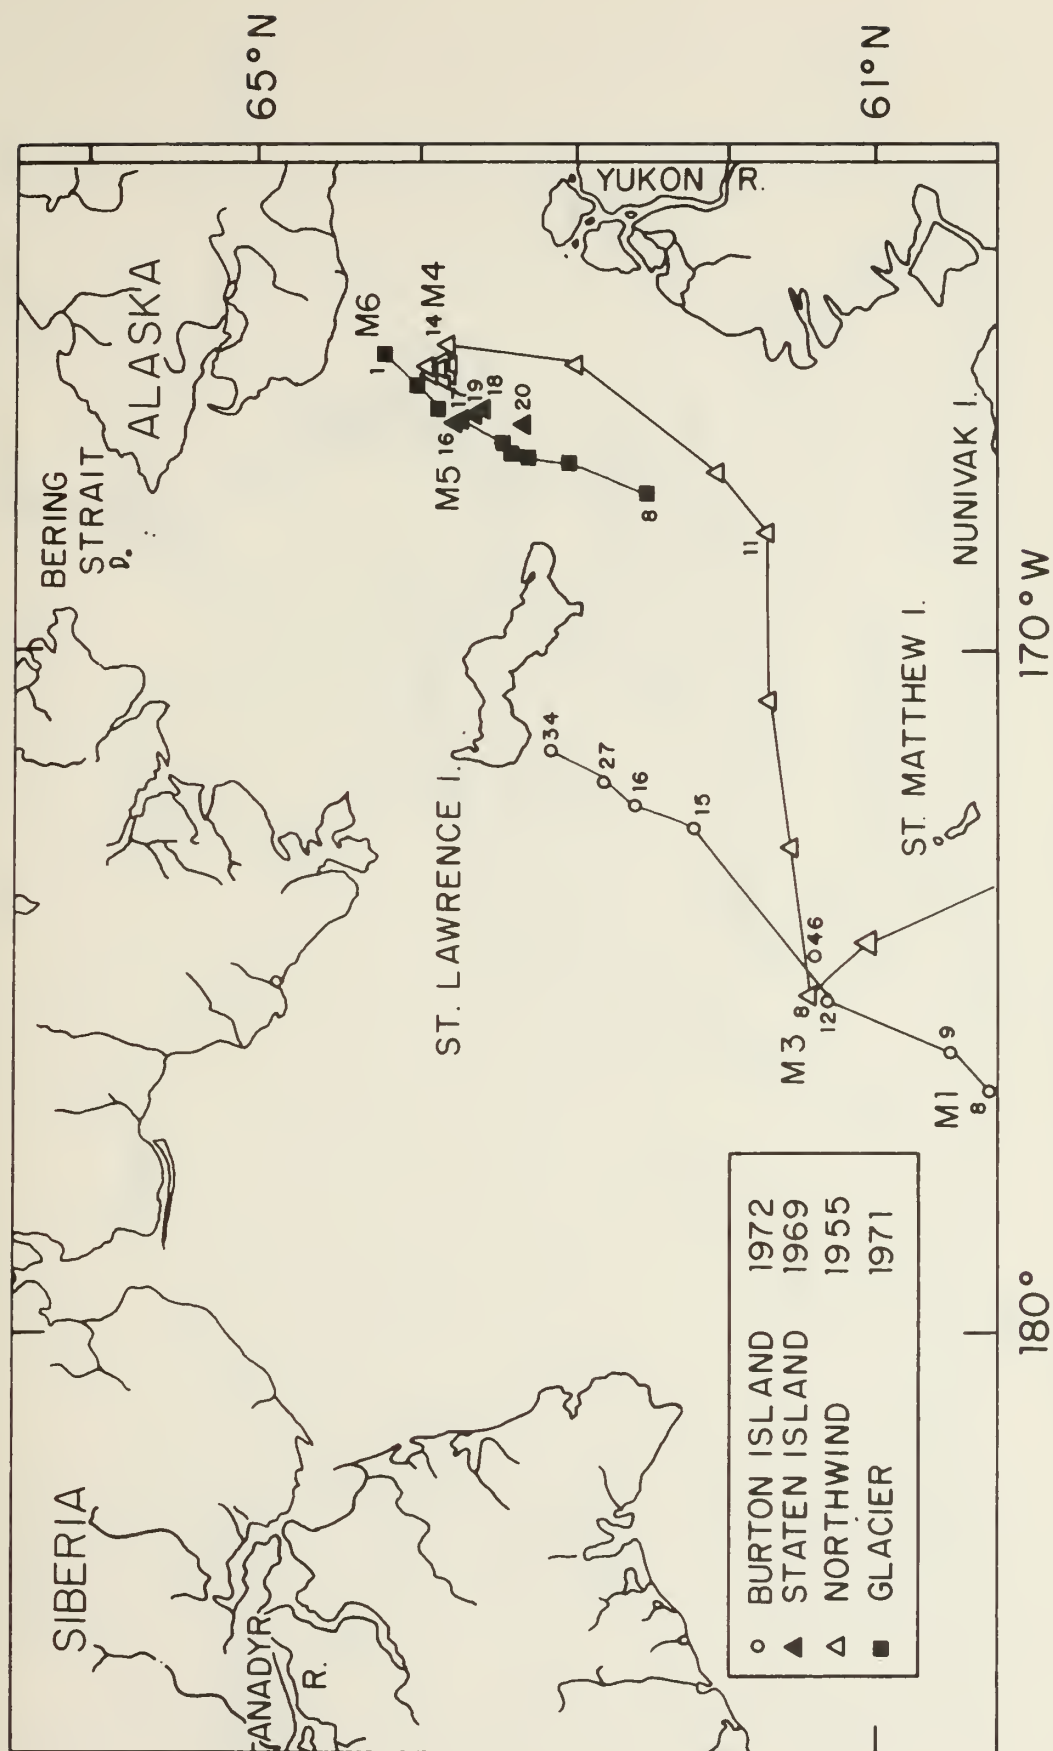 65°N
61°N
ALASKA
YUKON R.
BERING
STRAIT
D.
M6
1
14 M4
M5 16
17
19
18
20
8
11
NUNIVAK I.
ST. LAWRENCE I.
34
27
16
15
ST. MATTHEW I.
46
M3
8
12
9
M1
8
170°W
180°
SIBERIA
ANADYR
R.
BURTON ISLAND 1972
STATEN ISLAND 1969
NORTHWIND 1955
GLACIER 1971